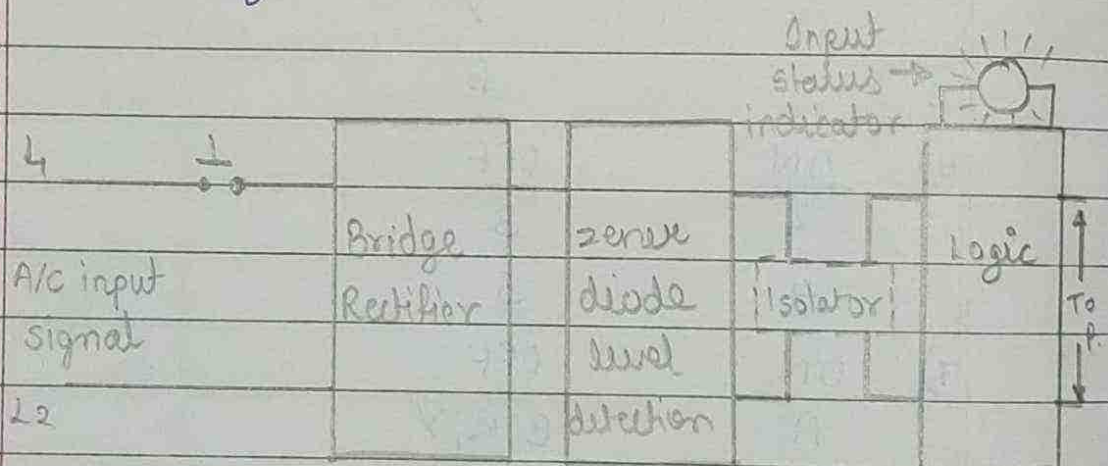 Input
status →
indicator
L1
A/C input
signal
L2
Bridge
Rectifier
zener
diode
level
detection
Isolator
Logic
To
P.